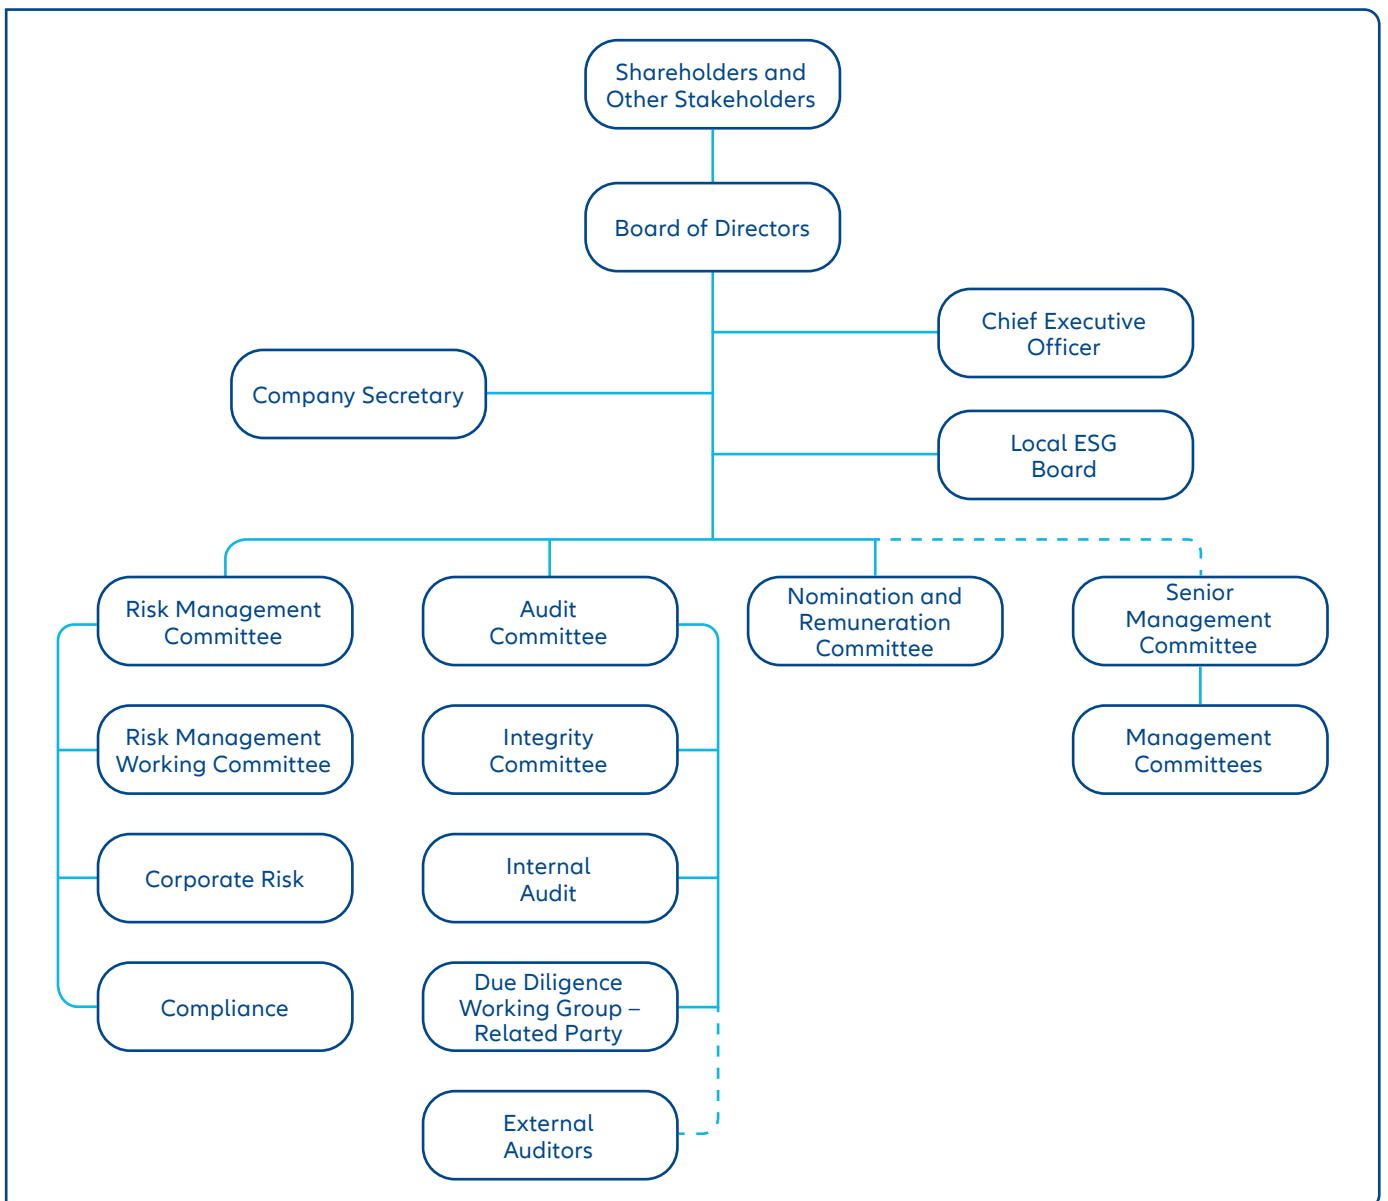 Shareholders and
Other Stakeholders
Board of Directors
Chief Executive
Officer
Company Secretary
Local ESG
Board
Risk Management
Committee
Audit
Committee
Nomination and
Remuneration
Committee
Senior
Management
Committee
Risk Management
Working Committee
Integrity
Committee
Management
Committees
Corporate Risk
Internal
Audit
Compliance
Due Diligence
Working Group –
Related Party
External
Auditors